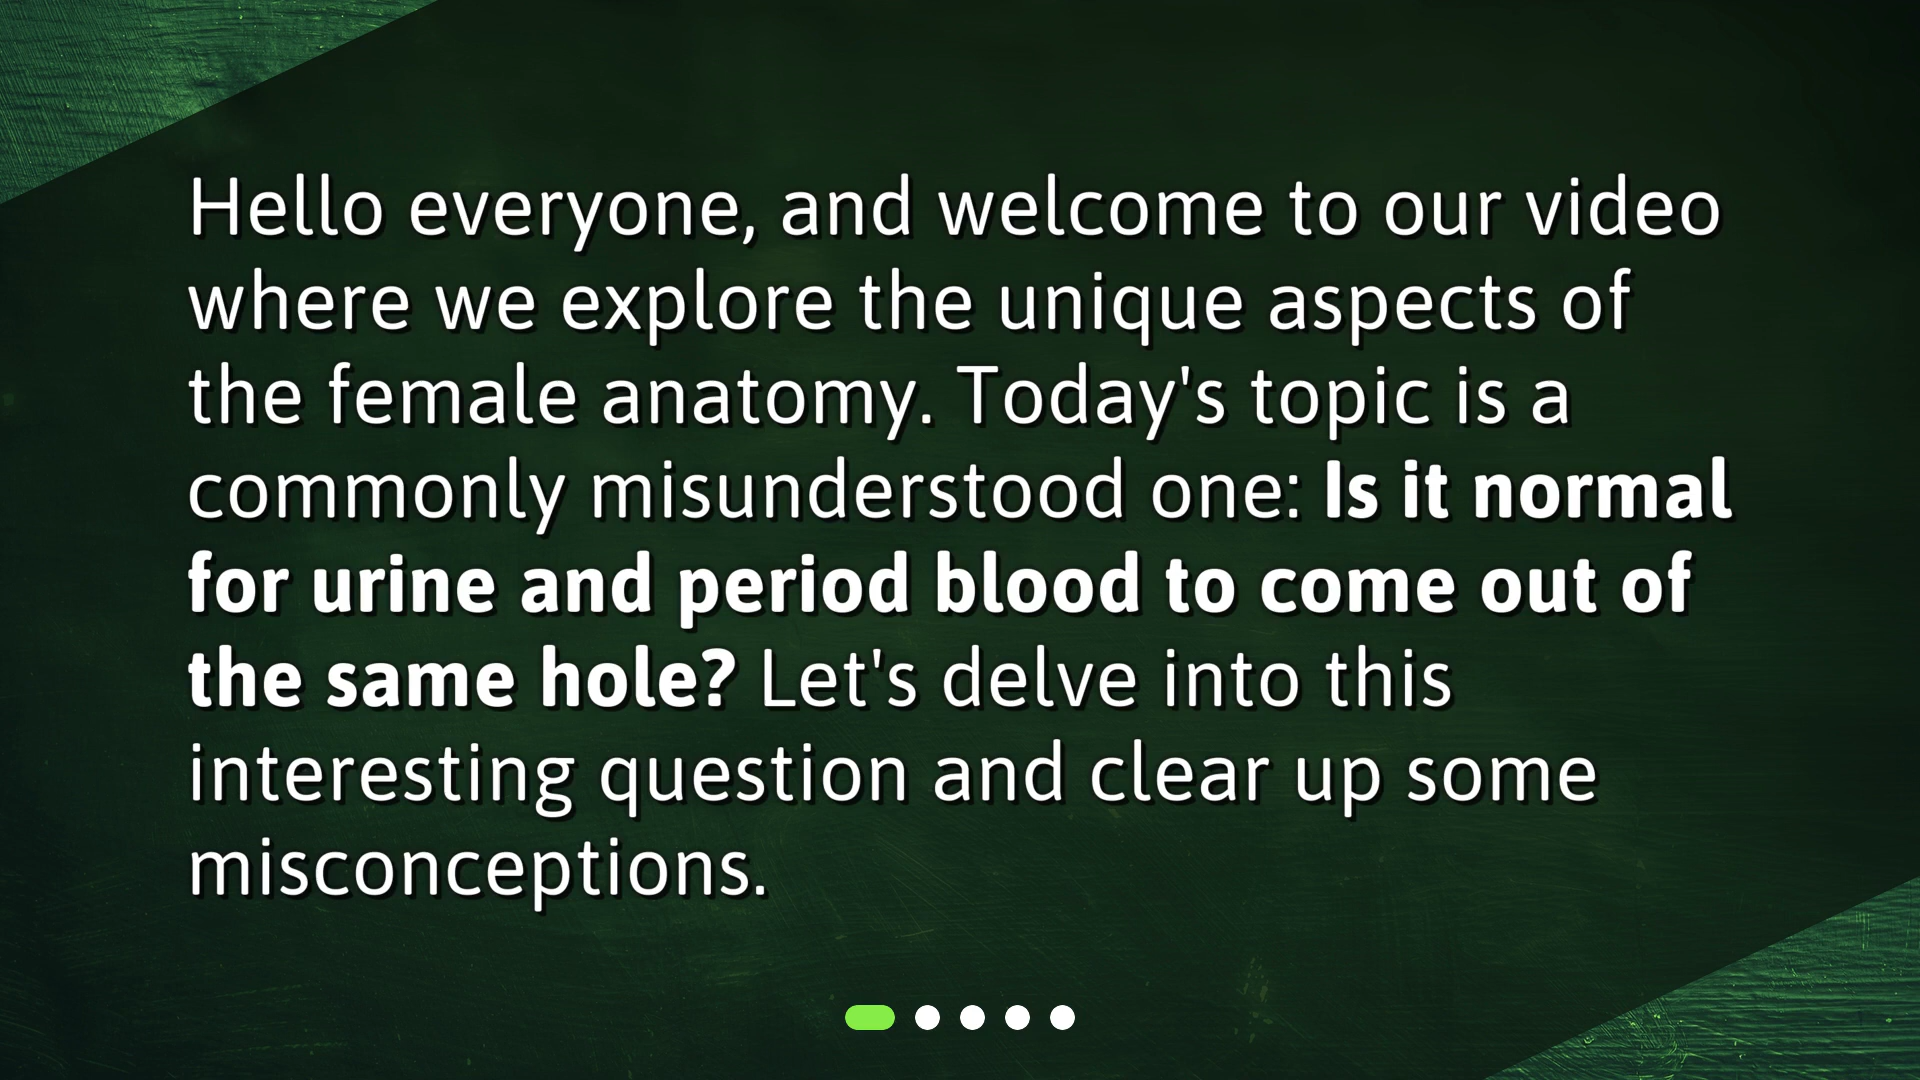 Hello everyone, and welcome to our video
where we explore the unique aspects of
the female anatomy. Today's topic is a
commonly misunderstood one: Is it normal
for urine and period blood to come out of
the same hole? Let's delve into this
interesting question and clear up some
misconceptions.